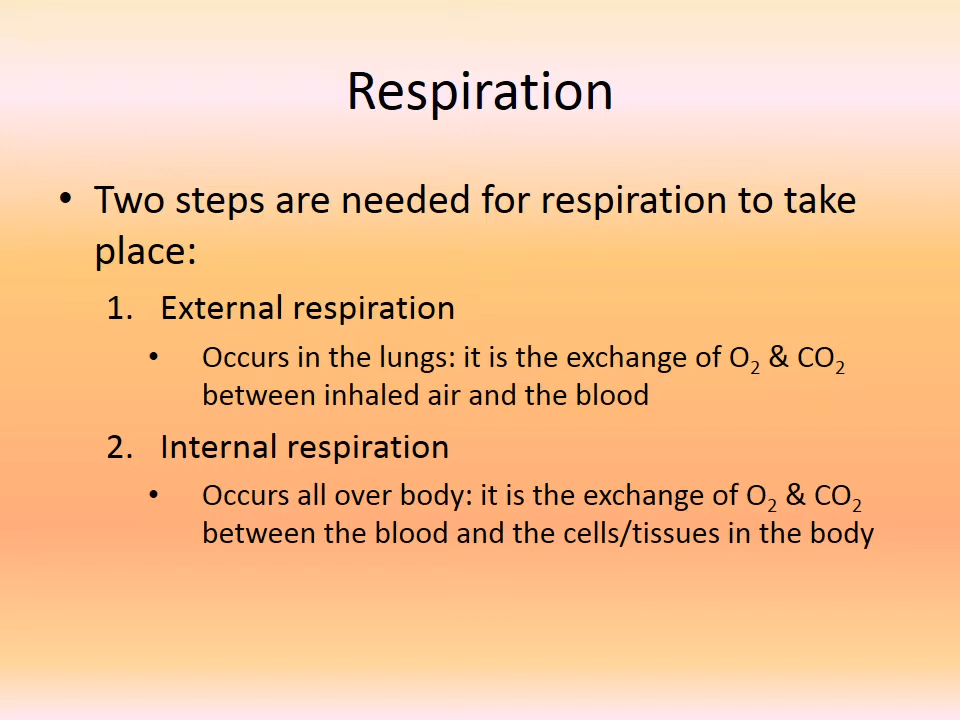 Respiration
• Two steps are needed for respiration to take
place:
1. External respiration
• Occurs in the lungs: it is the exchange of O₂ & CO₂
between inhaled air and the blood
2. Internal respiration
• Occurs all over body: it is the exchange of O₂ & CO₂
between the blood and the cells/tissues in the body